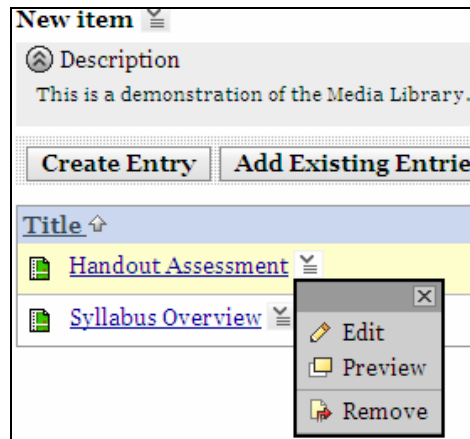 New item
Description
This is a demonstration of the Media Library.
Create Entry Add Existing Entrie
Title
Handout Assessment
Syllabus Overview
Edit
Preview
Remove